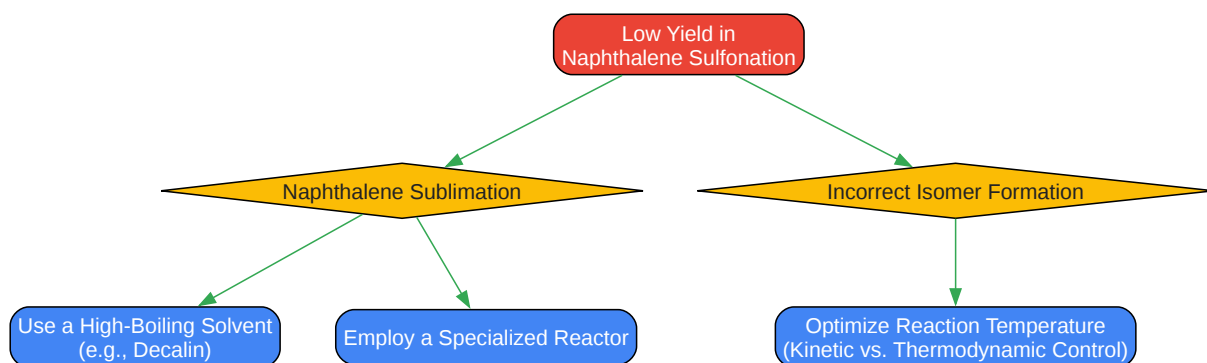 Low Yield in
Naphthalene Sulfonation
Naphthalene Sublimation
Incorrect Isomer Formation
Use a High-Boiling Solvent
(e.g., Decalin)
Employ a Specialized Reactor
Optimize Reaction Temperature
(Kinetic vs. Thermodynamic Control)